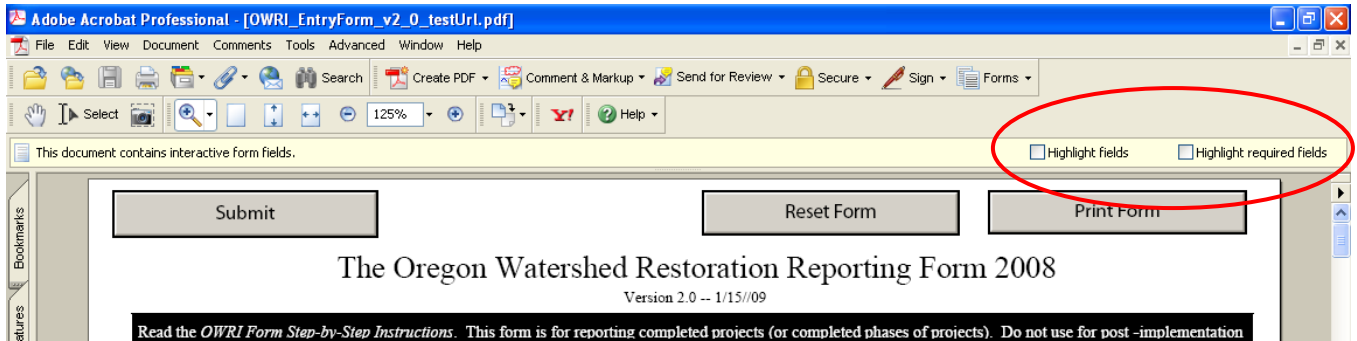 Adobe Acrobat Professional - [OWRI_EntryForm_v2_0_testUrl.pdf]
File Edit View Document Comments Tools Advanced Window Help
Search Create PDF Comment & Markup Send for Review Secure Sign Forms
Select 125% Y! Help
This document contains interactive form fields. Highlight fields Highlight required fields
Bookmarks
Submit Reset Form Print Form
The Oregon Watershed Restoration Reporting Form 2008
Version 2.0 -- 1/15//09
Read the OWRI Form Step-by-Step Instructions. This form is for reporting completed projects (or completed phases of projects). Do not use for post -implementation